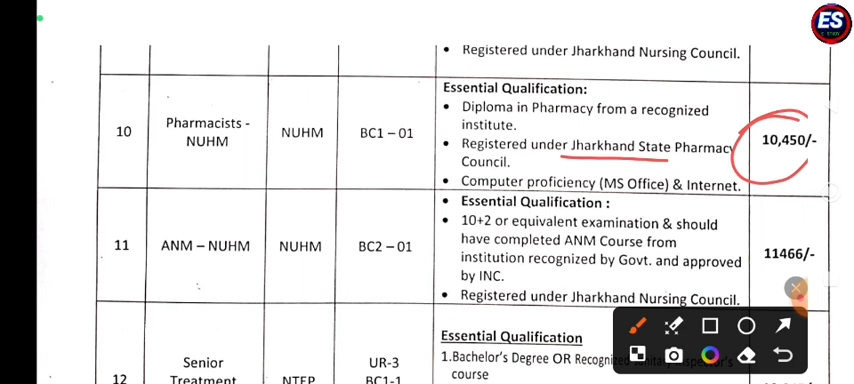 ES
Registered under Jharkhand Nursing Council.
10
Pharmacists -
NUHM
NUHM
BC1 – 01
Essential Qualification:
• Diploma in Pharmacy from a recognized
institute.
• Registered under Jharkhand State Pharmacy
Council.
• Computer proficiency (MS Office) & Internet.
10,450/-
11
ANM – NUHM
NUHM
BC2 – 01
• Essential Qualification :
• 10+2 or equivalent examination & should
have completed ANM Course from
institution recognized by Govt. and approved
by INC.
• Registered under Jharkhand Nursing Council.
11466/-
12
Senior
Treatment
NTEP
UR-3
BC1-1
Essential Qualification
1.Bachelor's Degree OR Recognized
course